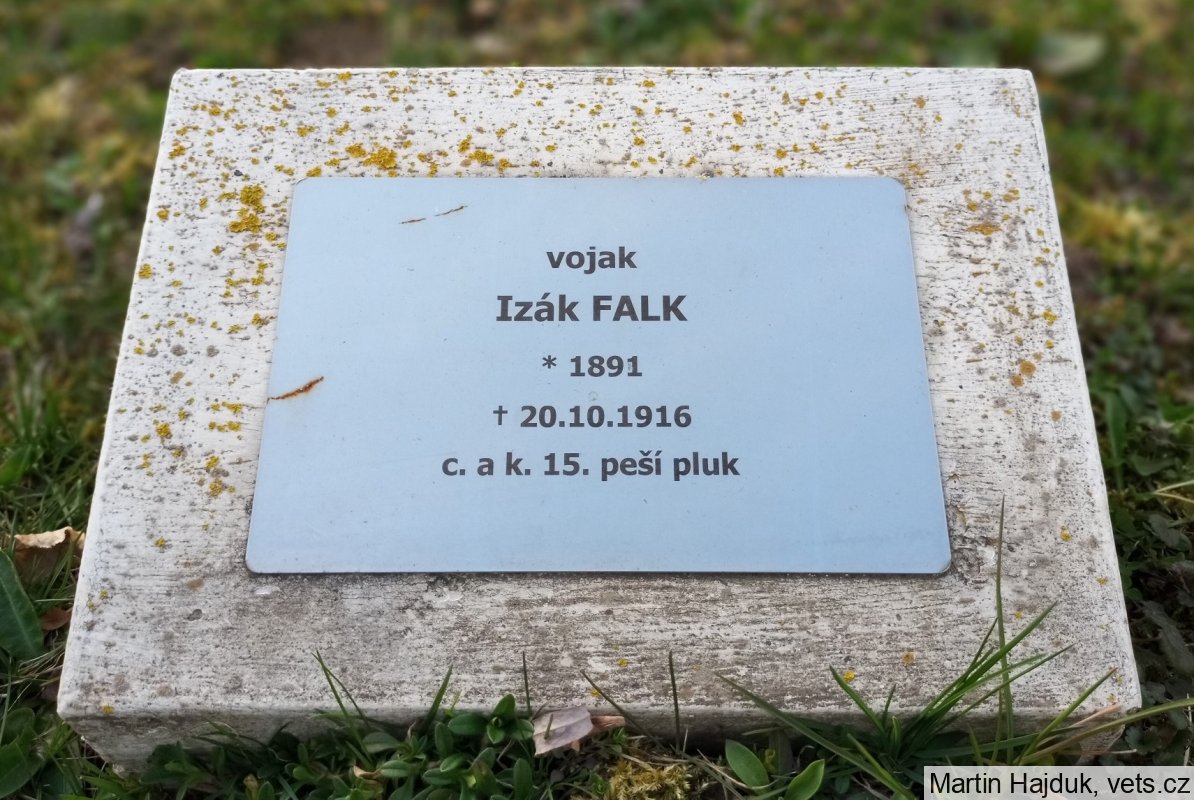 vojak
Izák FALK
* 1891
† 20.10.1916
c. a k. 15. peší pluk
Martin Hajduk, vets.cz